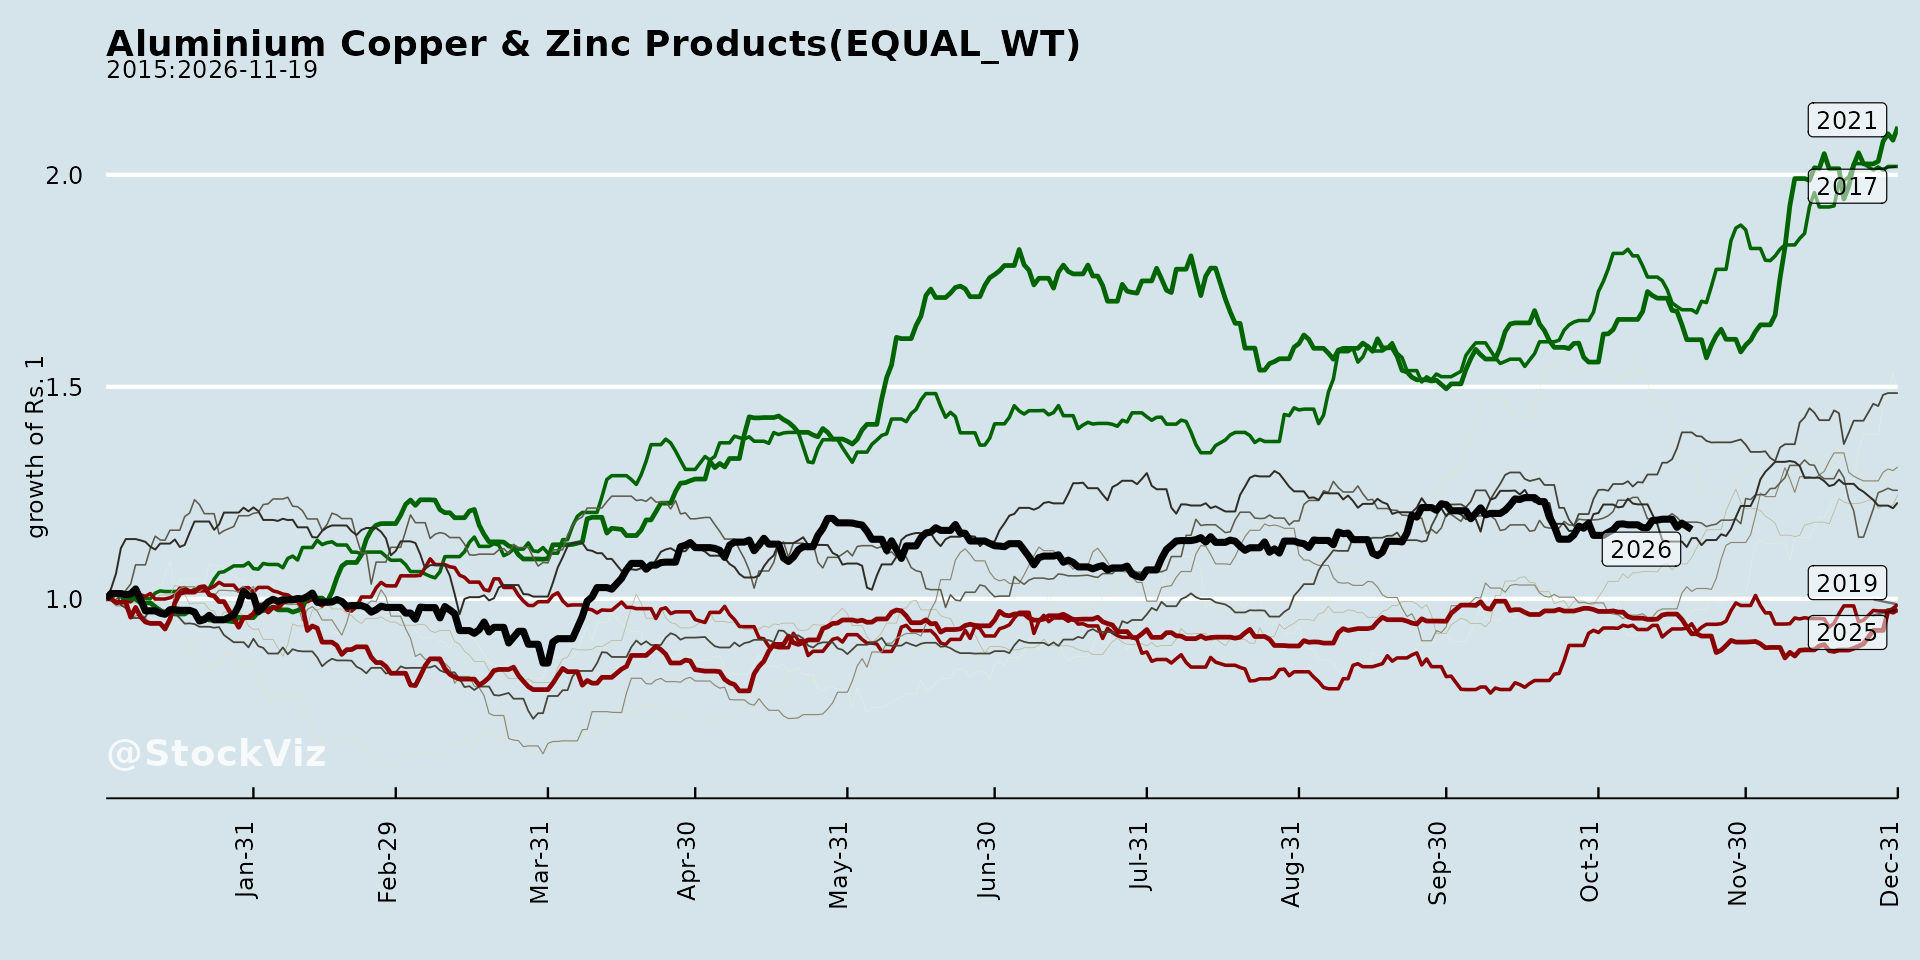 Aluminium Copper & Zinc Products(EQUAL_WT)
2015:2026-11-19
2021
2.0
2017
growth of Rs. 1
1.5
2026
2019
1.0
2025
@StockViz
Jan-31
Feb-29
Mar-31
Apr-30
May-31
Jun-30
Jul-31
Aug-31
Sep-30
Oct-31
Nov-30
Dec-31